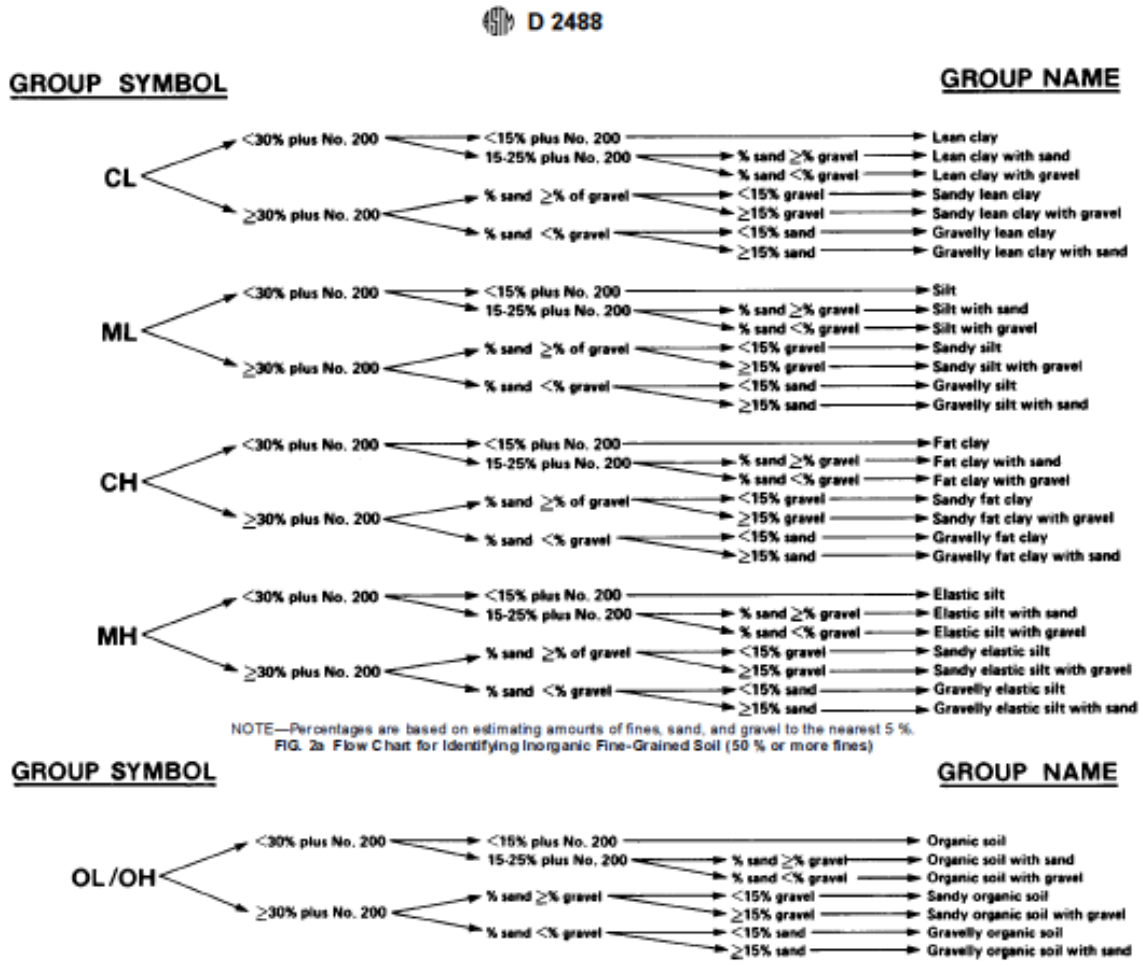 ASTM D 2488
GROUP SYMBOL GROUP NAME
<30% plus No. 200 <15% plus No. 200 Lean clay
15-25% plus No. 200 % sand ≥% gravel Lean clay with sand
% sand <% gravel Lean clay with gravel
CL
≥30% plus No. 200 % sand ≥% of gravel <15% gravel Sandy lean clay
≥15% gravel Sandy lean clay with gravel
% sand <% gravel <15% sand Gravelly lean clay
≥15% sand Gravelly lean clay with sand
<30% plus No. 200 <15% plus No. 200 Silt
15-25% plus No. 200 % sand ≥% gravel Silt with sand
% sand <% gravel Silt with gravel
ML
≥30% plus No. 200 % sand ≥% of gravel <15% gravel Sandy silt
≥15% gravel Sandy silt with gravel
% sand <% gravel <15% sand Gravelly silt
≥15% sand Gravelly silt with sand
<30% plus No. 200 <15% plus No. 200 Fat clay
15-25% plus No. 200 % sand ≥% gravel Fat clay with sand
% sand <% gravel Fat clay with gravel
CH
≥30% plus No. 200 % sand ≥% of gravel <15% gravel Sandy fat clay
≥15% gravel Sandy fat clay with gravel
% sand <% gravel <15% sand Gravelly fat clay
≥15% sand Gravelly fat clay with sand
<30% plus No. 200 <15% plus No. 200 Elastic silt
15-25% plus No. 200 % sand ≥% gravel Elastic silt with sand
% sand <% gravel Elastic silt with gravel
MH
≥30% plus No. 200 % sand ≥% of gravel <15% gravel Sandy elastic silt
≥15% gravel Sandy elastic silt with gravel
% sand <% gravel <15% sand Gravelly elastic silt
≥15% sand Gravelly elastic silt with sand
NOTE—Percentages are based on estimating amounts of fines, sand, and gravel to the nearest 5 %.
FIG. 2a Flow Chart for Identifying Inorganic Fine-Grained Soil (50 % or more fines)
GROUP SYMBOL GROUP NAME
<30% plus No. 200 <15% plus No. 200 Organic soil
15-25% plus No. 200 % sand ≥% gravel Organic soil with sand
% sand <% gravel Organic soil with gravel
OL/OH
≥30% plus No. 200 % sand ≥% gravel <15% gravel Sandy organic soil
≥15% gravel Sandy organic soil with gravel
% sand <% gravel <15% sand Gravelly organic soil
≥15% sand Gravelly organic soil with sand